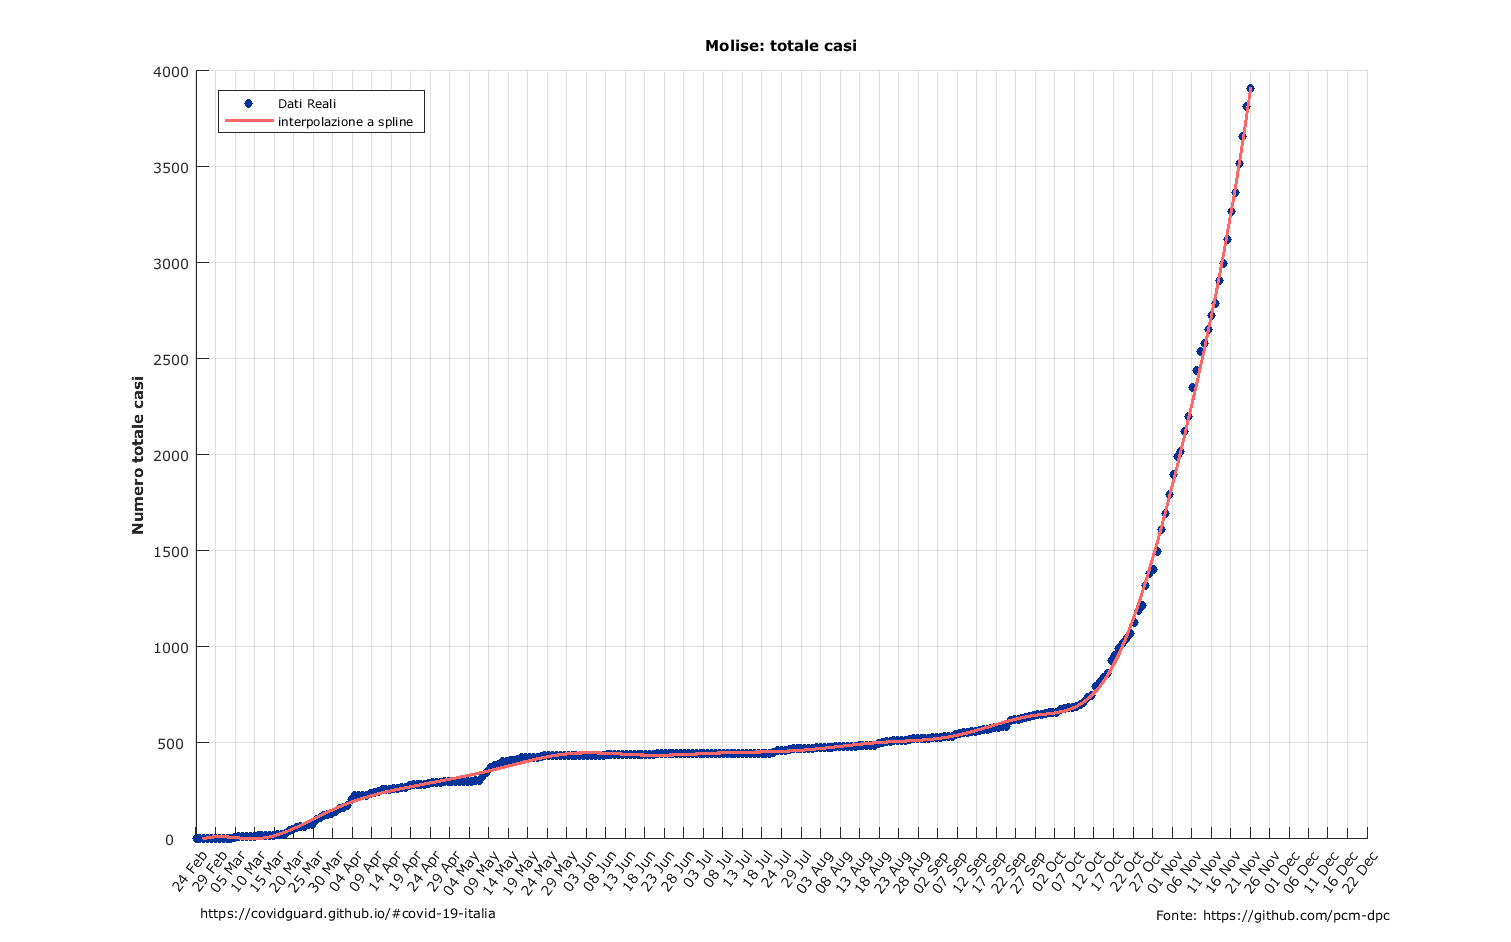 Molise: totale casi
4000
3500
3000
2500
2000
1500
1000
500
0
Numero totale casi
Dati Reali
interpolazione a spline
24 Feb
29 Feb
05 Mar
10 Mar
15 Mar
20 Mar
25 Mar
30 Mar
04 Apr
09 Apr
14 Apr
19 Apr
24 Apr
29 Apr
04 May
09 May
14 May
19 May
24 May
29 May
03 Jun
08 Jun
13 Jun
18 Jun
23 Jun
28 Jun
03 Jul
08 Jul
13 Jul
18 Jul
24 Jul
29 Jul
03 Aug
08 Aug
13 Aug
18 Aug
23 Aug
28 Aug
02 Sep
07 Sep
12 Sep
17 Sep
22 Sep
27 Sep
02 Oct
07 Oct
12 Oct
17 Oct
22 Oct
27 Oct
01 Nov
06 Nov
11 Nov
16 Nov
21 Nov
26 Nov
01 Dec
06 Dec
11 Dec
16 Dec
22 Dec
https://covidguard.github.io/#covid-19-italia
Fonte: https://github.com/pcm-dpc